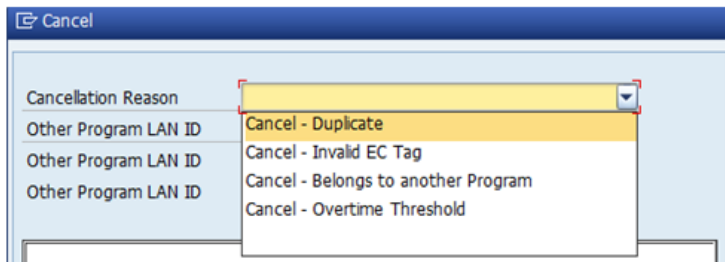 Cancel
Cancellation Reason
Other Program LAN ID
Other Program LAN ID
Other Program LAN ID
Cancel - Duplicate
Cancel - Invalid EC Tag
Cancel - Belongs to another Program
Cancel - Overtime Threshold